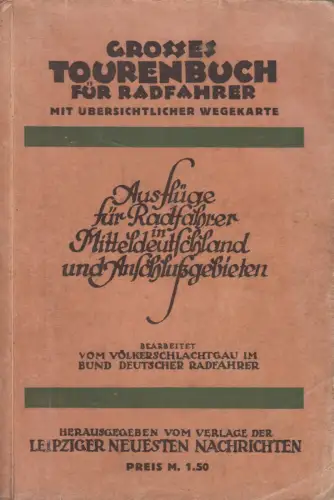 GROSSES
TOURENBUCH
FÜR RADFAHRER
MIT ÜBERSICHTLICHER WEGEKARTE
Ausflüge
für Radfahrer
in
Mitteldeutschland
und Anschlußgebieten
BEARBEITET
VOM VÖLKERSCHLACHTGAU IM
BUND DEUTSCHER RADFAHRER
HERAUSGEGEBEN VOM VERLAGE DER
LEIPZIGER NEUESTEN NACHRICHTEN
PREIS M. 1.50